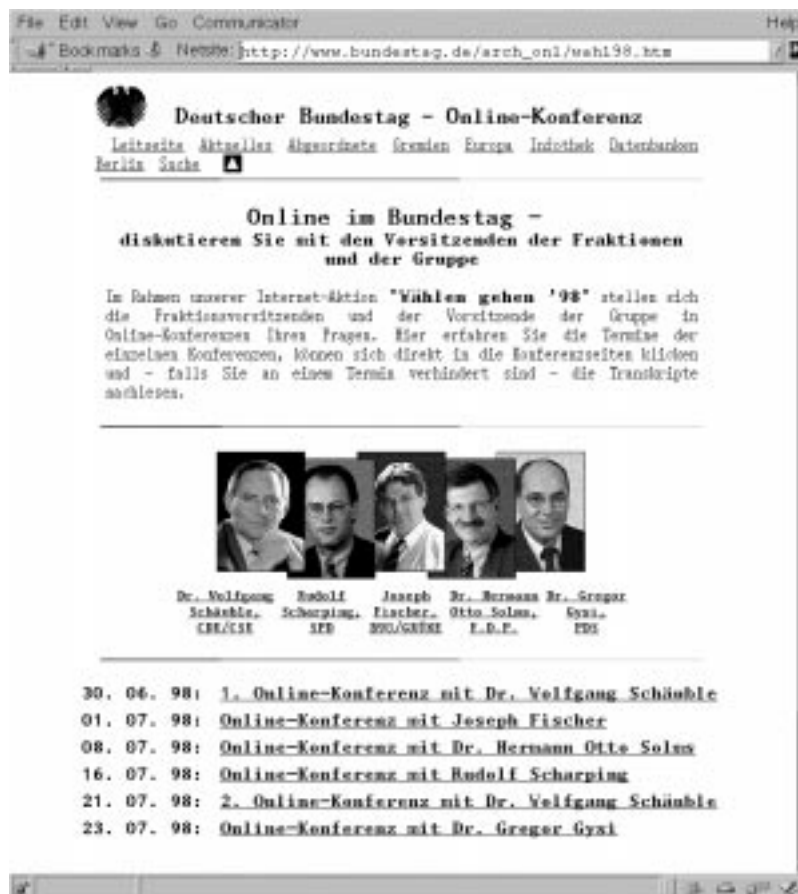 File Edit View Go Communicator Help
Bookmarks Netsite: http://www.bundestag.de/arch_onl/wahl98.htm
Deutscher Bundestag - Online-Konferenz
Leitseite Aktuelles Abgeordnete Gremien Europa Infothek Datenbanken
Berlin Suche
Online im Bundestag -
diskutieren Sie mit den Vorsitzenden der Fraktionen
und der Gruppe
Im Rahmen unserer Internet-Aktion "Wählen gehen '98" stellen sich
die Fraktionsvorsitzenden und der Vorsitzende der Gruppe in
Online-Konferenzen Ihren Fragen. Hier erfahren Sie die Termine der
einzelnen Konferenzen, können sich direkt in die Konferenzseiten klicken
und - falls Sie an einem Termin verhindert sind - die Transkripte
nachlesen.
Dr. Wolfgang Rudolf Joseph Dr. Hermann Dr. Gregor
Schäuble, Scharping, Fischer, Otto Solms, Gysi,
CDU/CSU SPD B90/GRÜNE F.D.P. PDS
30. 06. 98: 1. Online-Konferenz mit Dr. Wolfgang Schäuble
01. 07. 98: Online-Konferenz mit Joseph Fischer
08. 07. 98: Online-Konferenz mit Dr. Hermann Otto Solms
16. 07. 98: Online-Konferenz mit Rudolf Scharping
21. 07. 98: 2. Online-Konferenz mit Dr. Wolfgang Schäuble
23. 07. 98: Online-Konferenz mit Dr. Gregor Gysi